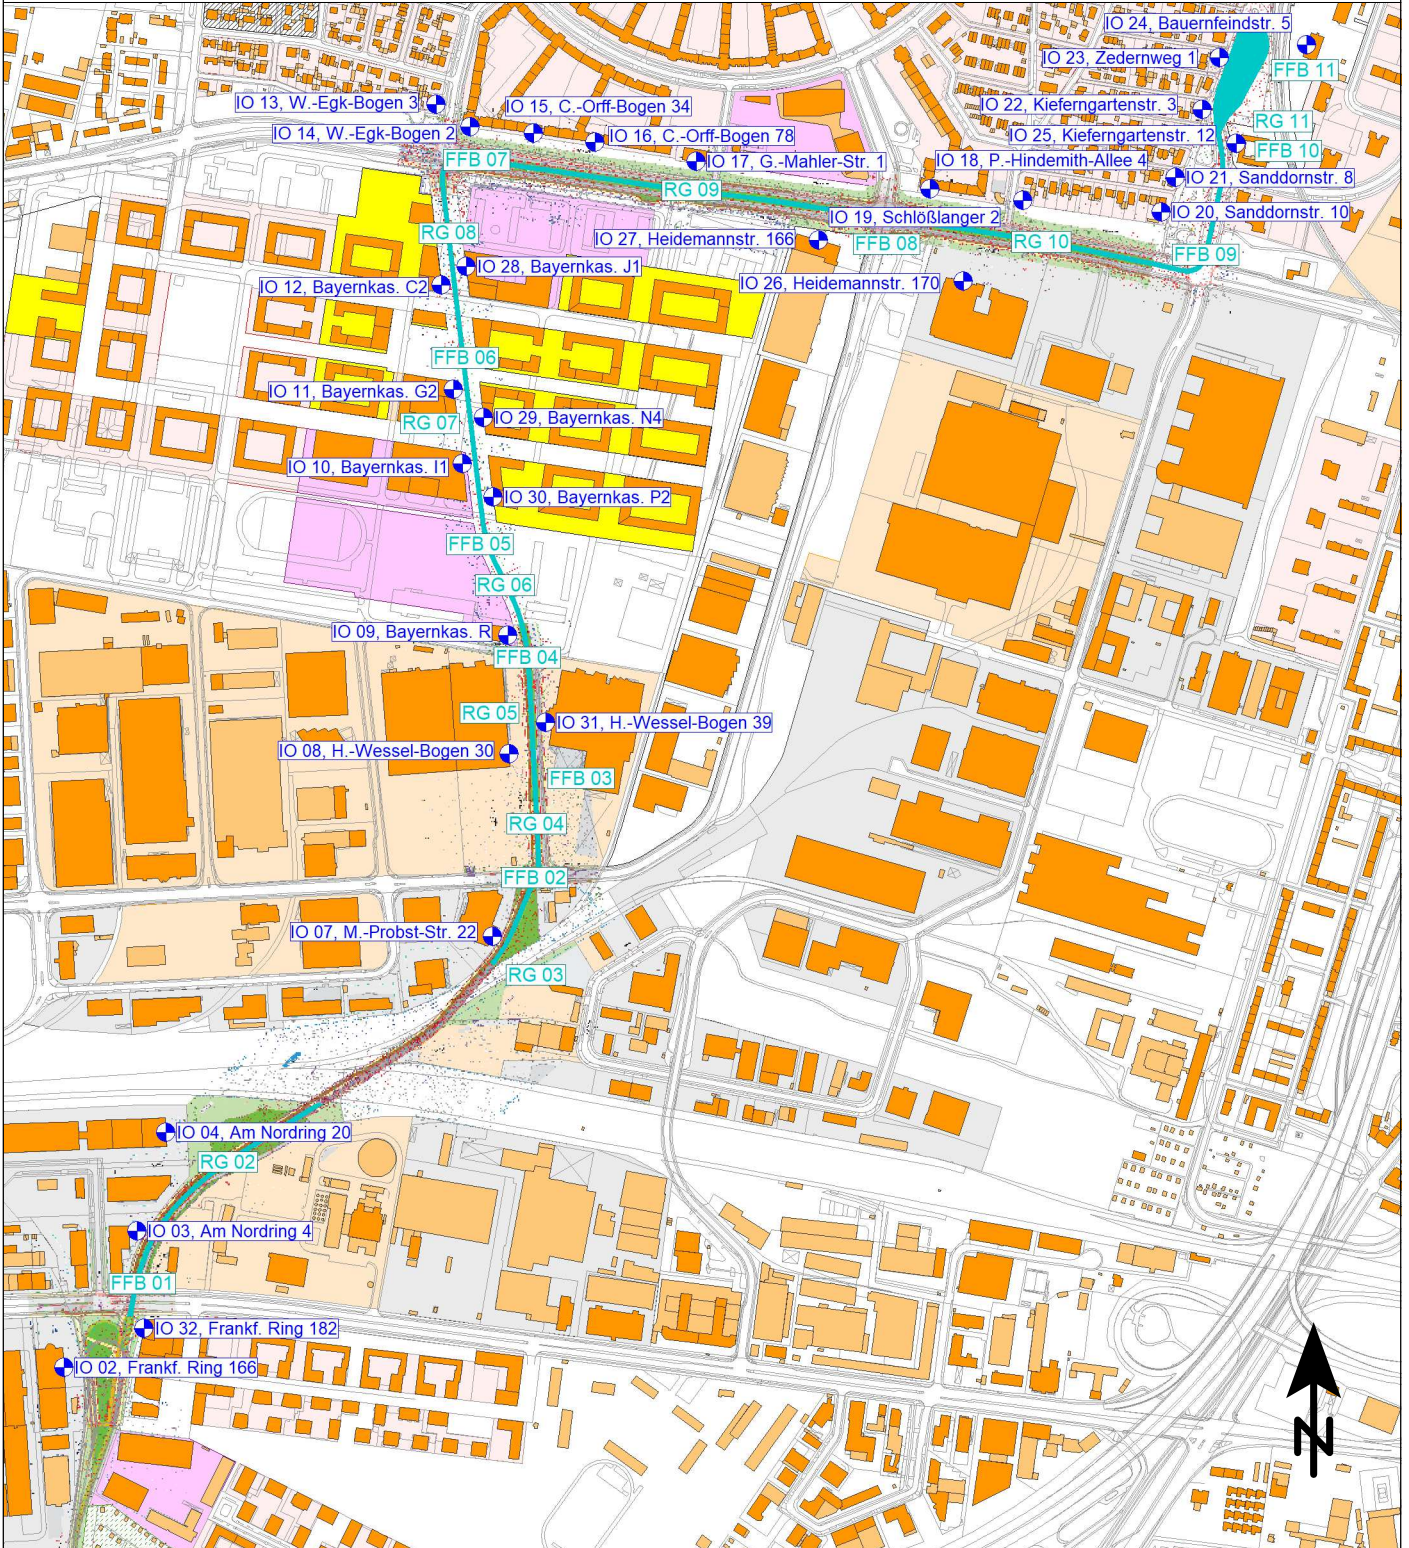 IO 24, Bauernfeindstr. 5
IO 23, Zedernweg 1
FFB 11
IO 13, W.-Egk-Bogen 3
IO 15, C.-Orff-Bogen 34
IO 22, Kieferngartenstr. 3
RG 11
IO 14, W.-Egk-Bogen 2
IO 16, C.-Orff-Bogen 78
IO 25, Kieferngartenstr. 12
FFB 10
FFB 07
IO 17, G.-Mahler-Str. 1
IO 18, P.-Hindemith-Allee 4
IO 21, Sanddornstr. 8
RG 09
IO 20, Sanddornstr. 10
IO 19, Schlößlanger 2
RG 08
IO 27, Heidemannstr. 166
FFB 08
RG 10
FFB 09
IO 28, Bayernkas. J1
IO 12, Bayernkas. C2
IO 26, Heidemannstr. 170
FFB 06
IO 11, Bayernkas. G2
RG 07
IO 29, Bayernkas. N4
IO 10, Bayernkas. I1
IO 30, Bayernkas. P2
FFB 05
RG 06
IO 09, Bayernkas. R
FFB 04
RG 05
IO 31, H.-Wessel-Bogen 39
IO 08, H.-Wessel-Bogen 30
FFB 03
RG 04
FFB 02
IO 07, M.-Probst-Str. 22
RG 03
IO 04, Am Nordring 20
RG 02
IO 03, Am Nordring 4
FFB 01
IO 32, Frankf. Ring 182
IO 02, Frankf. Ring 166
N